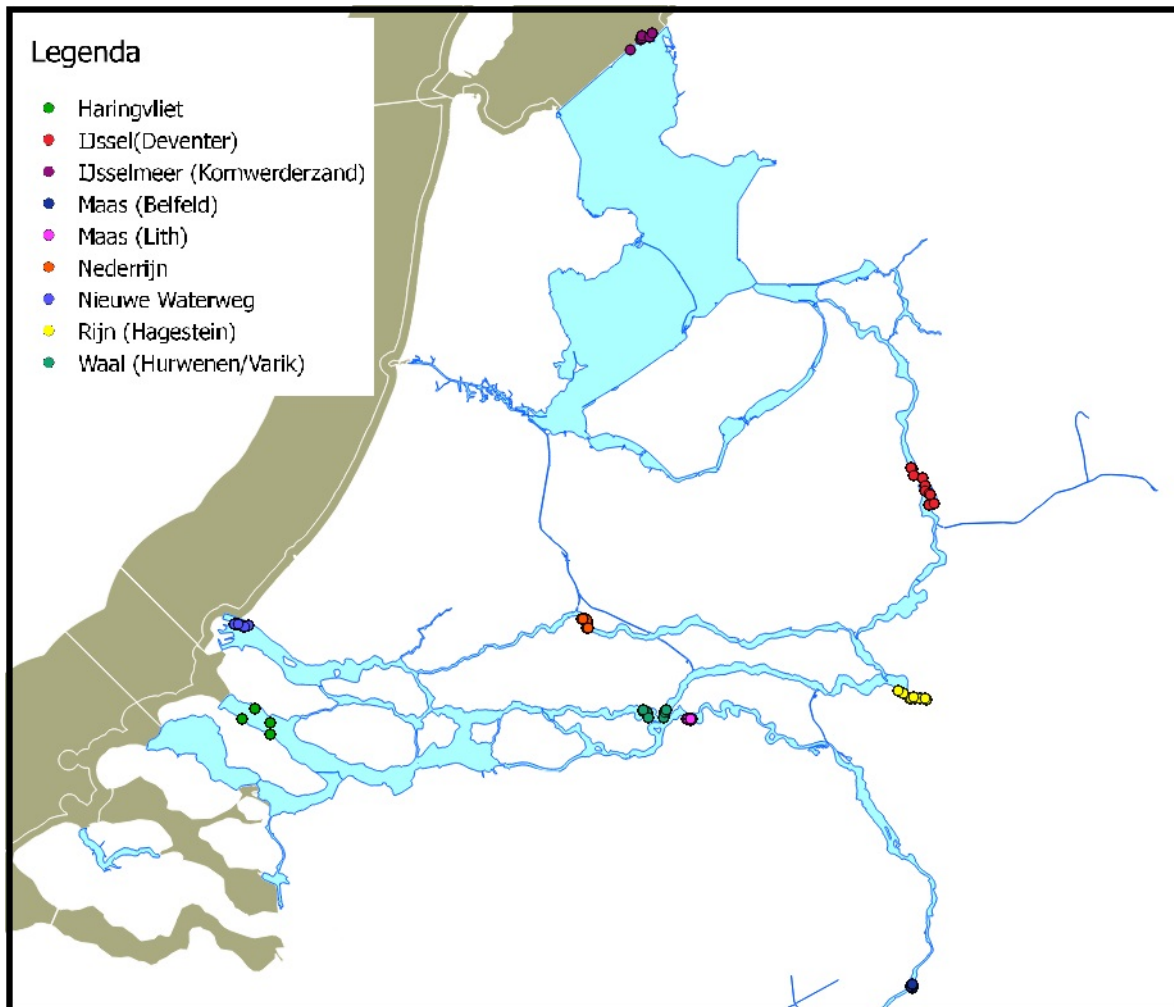 Legenda
Haringvliet
IJssel(Deventer)
IJsselmeer (Kornwerderzand)
Maas (Belfeld)
Maas (Lith)
Nederrijn
Nieuwe Waterweg
Rijn (Hagestein)
Waal (Hurwenen/Varik)